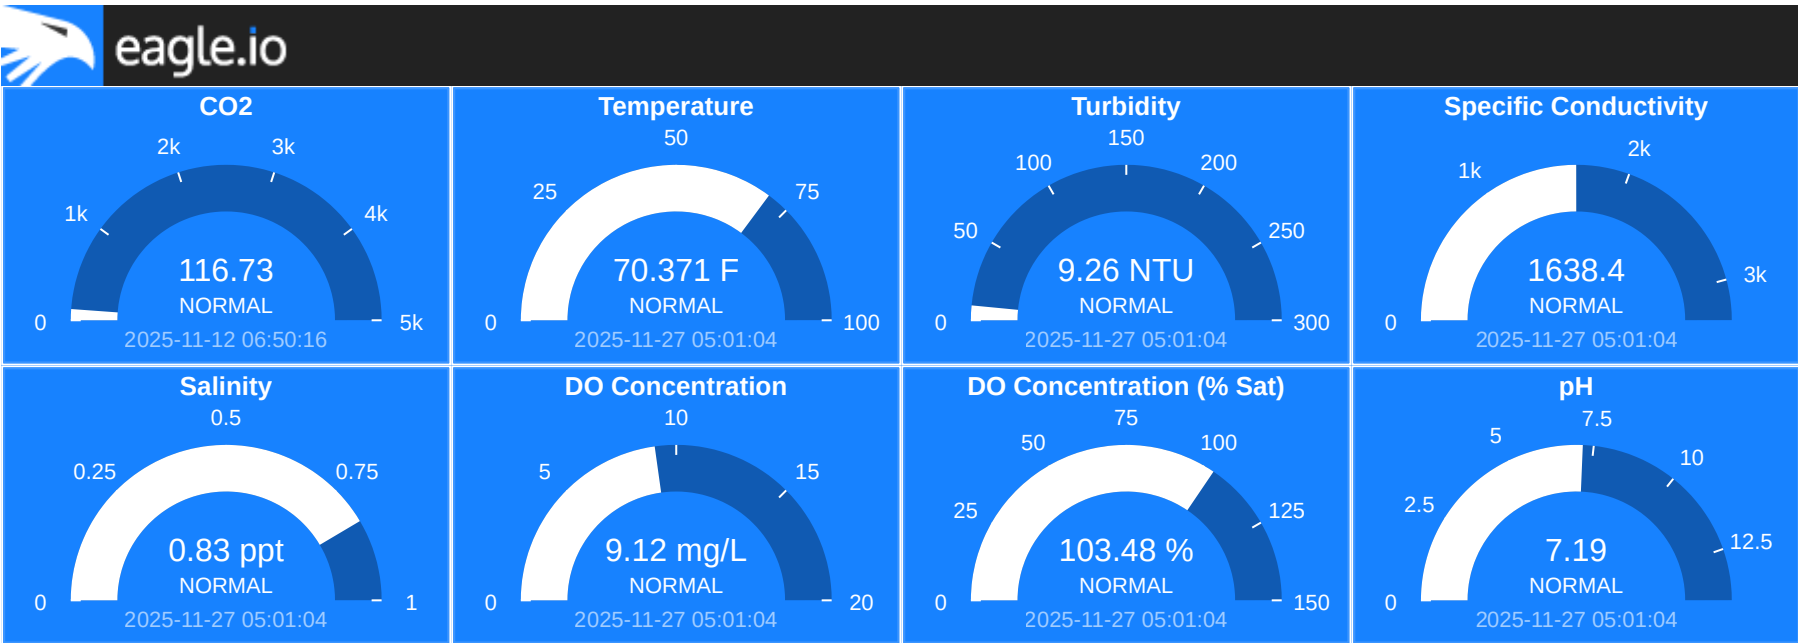 eagle.io
CO2
2k
3k
1k
4k
116.73
NORMAL
0
5k
2025-11-12 06:50:16
Temperature
50
25
75
70.371 F
NORMAL
0
100
2025-11-27 05:01:04
Turbidity
150
100
200
50
250
9.26 NTU
NORMAL
0
300
2025-11-27 05:01:04
Specific Conductivity
2k
1k
1638.4
3k
NORMAL
0
2025-11-27 05:01:04
Salinity
0.5
0.25
0.75
0.83 ppt
NORMAL
0
1
2025-11-27 05:01:04
DO Concentration
10
5
15
9.12 mg/L
NORMAL
0
20
2025-11-27 05:01:04
DO Concentration (% Sat)
75
50
100
25
125
103.48 %
NORMAL
0
150
2025-11-27 05:01:04
pH
7.5
5
10
2.5
12.5
7.19
NORMAL
0
2025-11-27 05:01:04